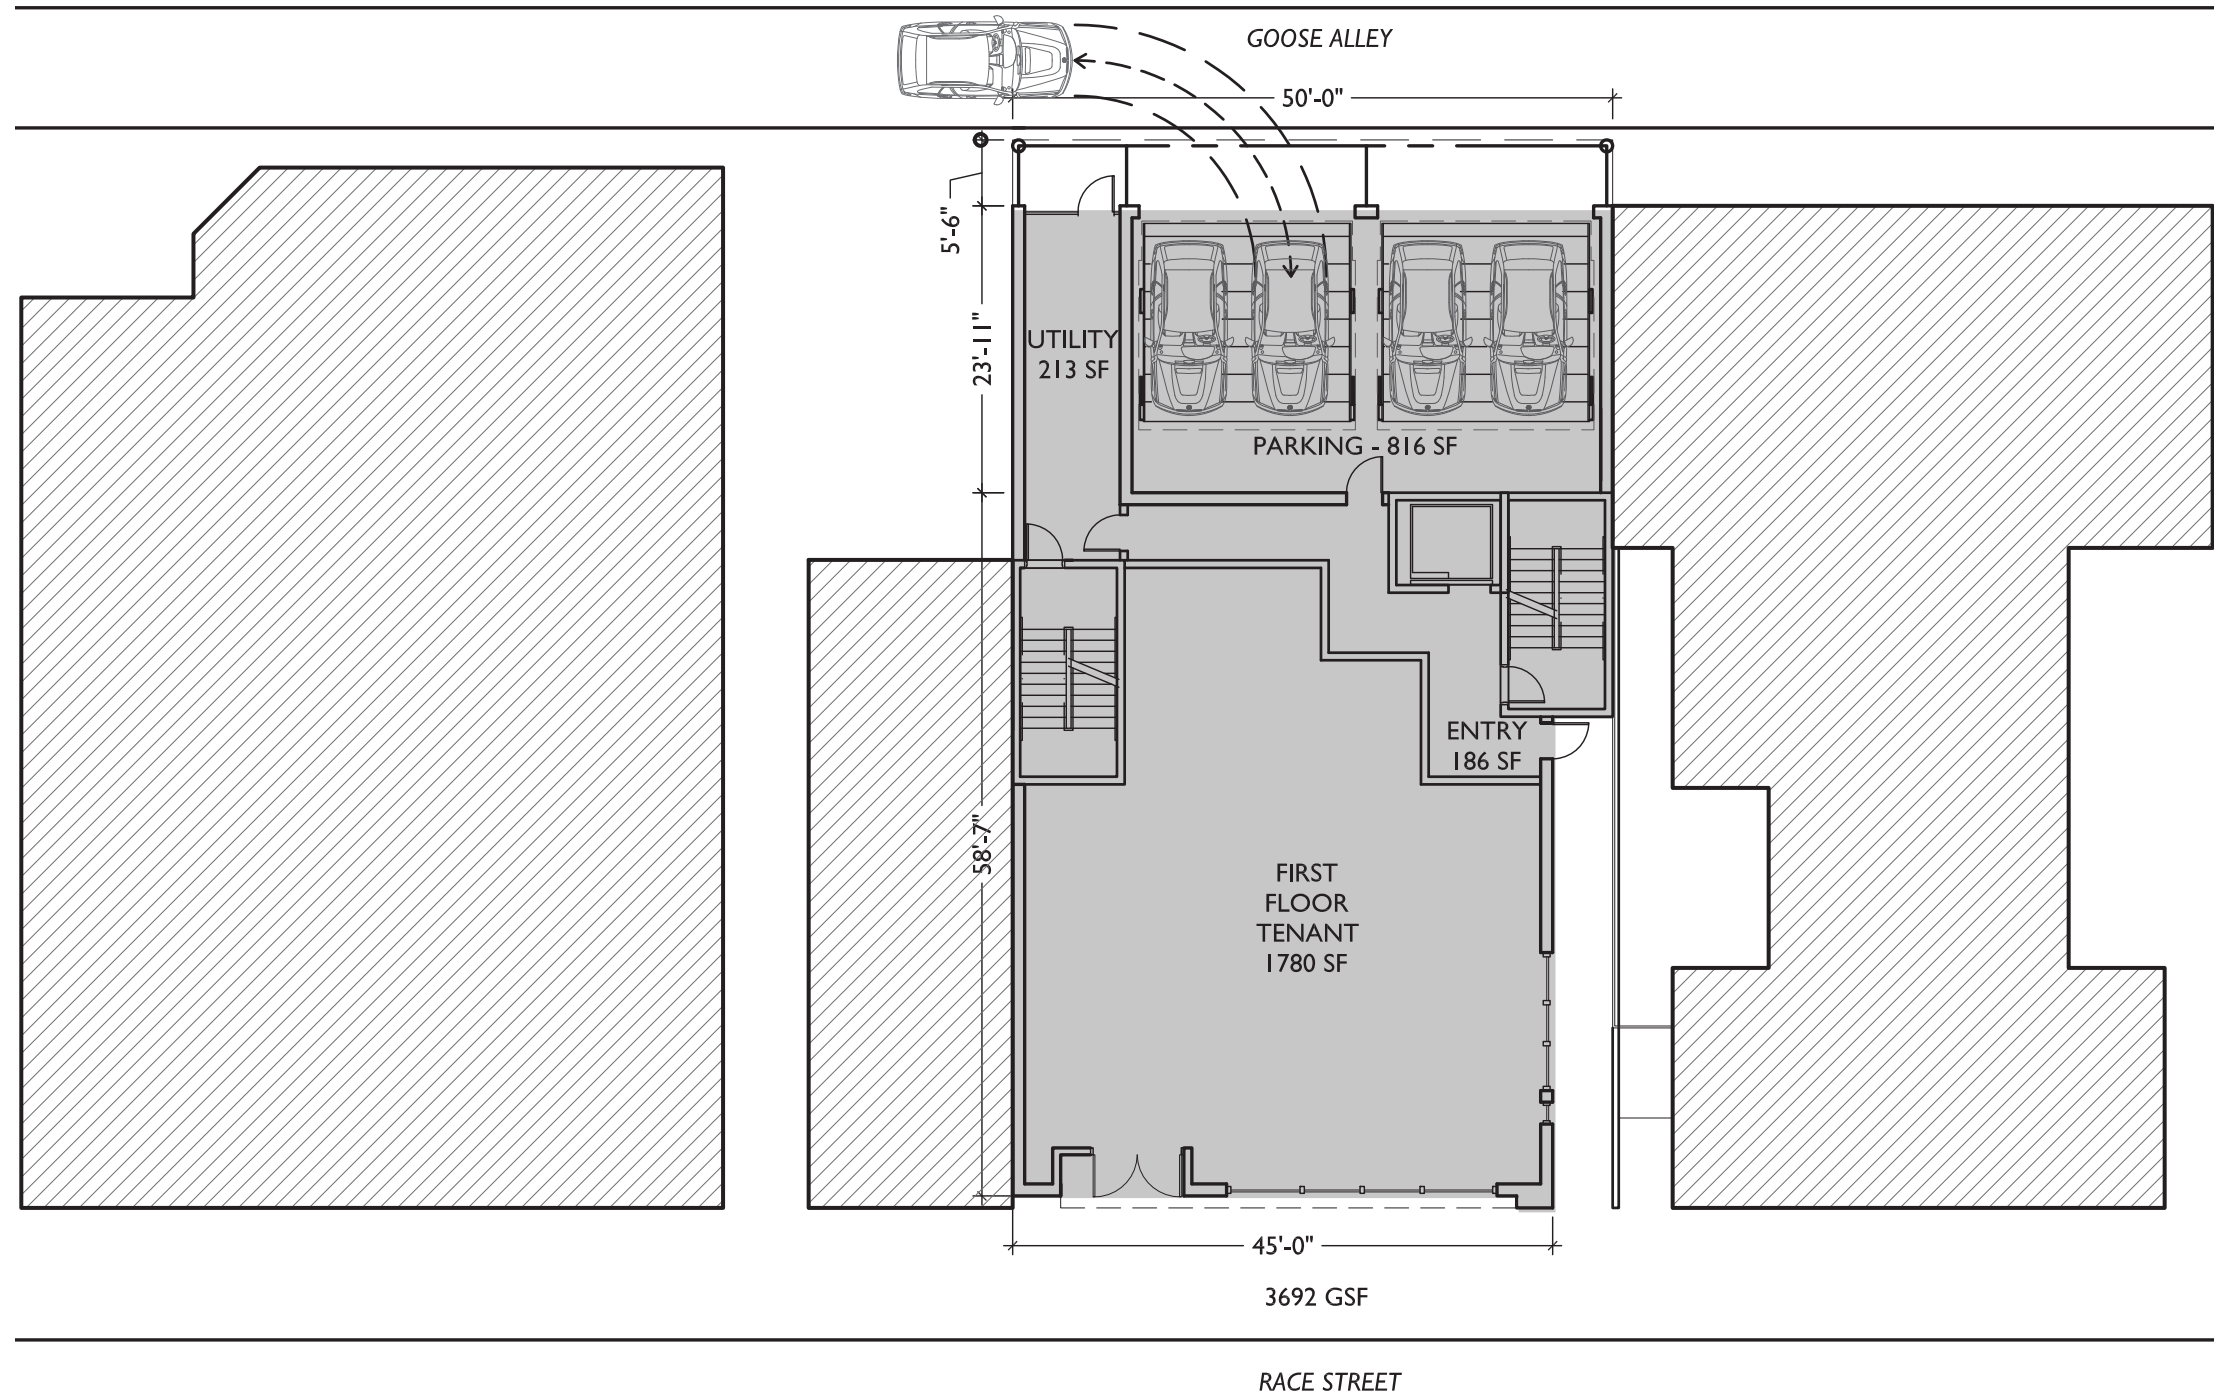 GOOSE ALLEY
50'-0"
5'-6"
23'-11"
UTILITY
213 SF
PARKING - 816 SF
ENTRY
186 SF
58'-7"
FIRST
FLOOR
TENANT
1780 SF
45'-0"
3692 GSF
RACE STREET